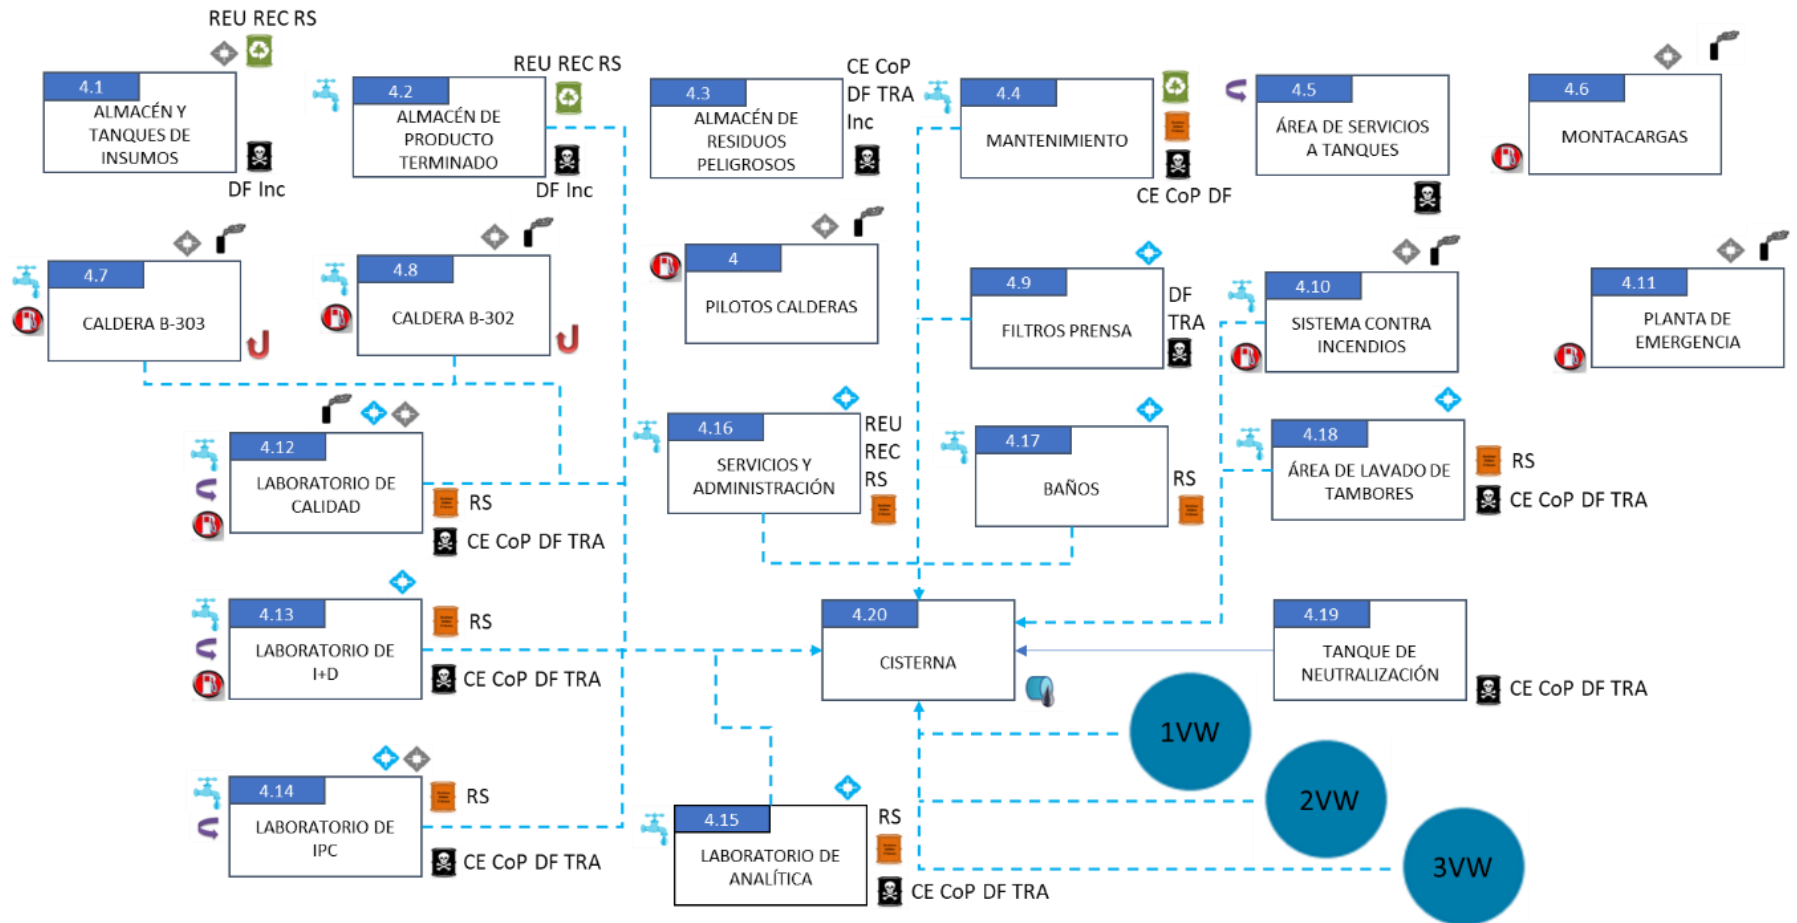 REU REC RS
4.1
ALMACÉN Y
TANQUES DE
INSUMOS
DF Inc
REU REC RS
4.2
ALMACÉN DE
PRODUCTO
TERMINADO
DF Inc
4.3
ALMACÉN DE
RESIDUOS
PELIGROSOS
CE CoP
DF TRA
Inc
4.4
MANTENIMIENTO
CE CoP DF
4.5
ÁREA DE SERVICIOS
A TANQUES
4.6
MONTACARGAS
4.7
CALDERA B-303
4.8
CALDERA B-302
4
PILOTOS CALDERAS
4.9
FILTROS PRENSA
DF
TRA
4.10
SISTEMA CONTRA
INCENDIOS
4.11
PLANTA DE
EMERGENCIA
4.12
LABORATORIO DE
CALIDAD
RS
CE CoP DF TRA
4.16
SERVICIOS Y
ADMINISTRACIÓN
REU
REC
RS
4.17
BAÑOS
RS
4.18
ÁREA DE LAVADO DE
TAMBORES
RS
CE CoP DF TRA
4.13
LABORATORIO DE
I+D
RS
CE CoP DF TRA
4.20
CISTERNA
4.19
TANQUE DE
NEUTRALIZACIÓN
CE CoP DF TRA
1VW
2VW
3VW
4.14
LABORATORIO DE
IPC
RS
CE CoP DF TRA
4.15
LABORATORIO DE
ANALÍTICA
RS
CE CoP DF TRA